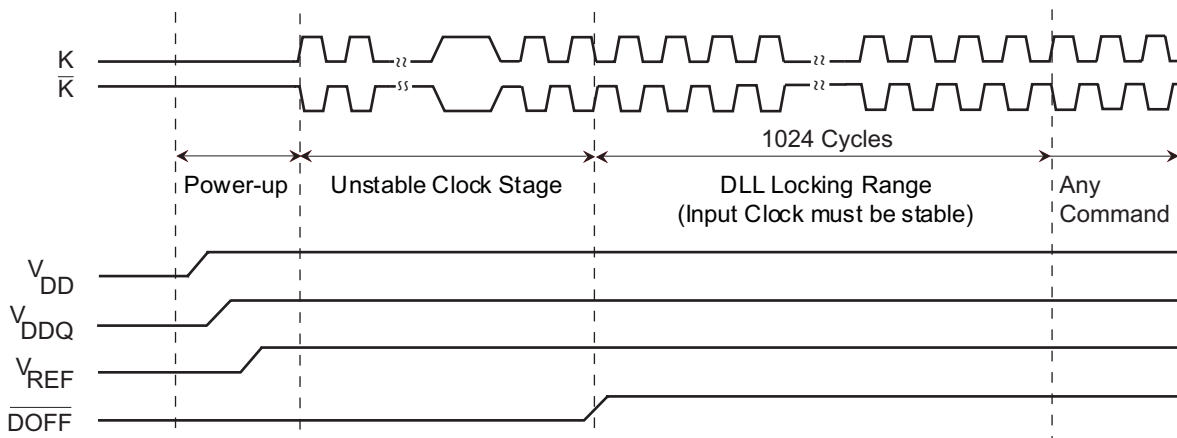 K
K̅
1024 Cycles
Power-up
Unstable Clock Stage
DLL Locking Range
(Input Clock must be stable)
Any
Command
VDD
VDDQ
VREF
D̅O̅F̅F̅